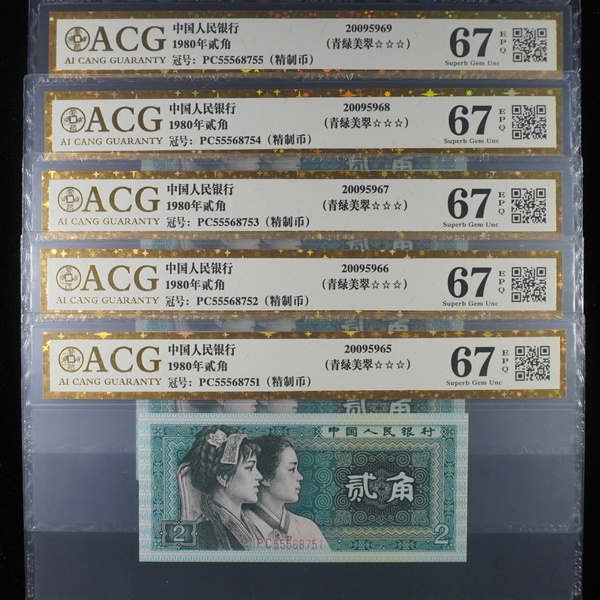 ACG
AI CANG GUARANTY
中国人民银行
1980年贰角
冠号：PC55568755（精制币）
20095969
（青绿美翠☆☆☆）
67 EPQ
Superb Gem Unc
ACG
AI CANG GUARANTY
中国人民银行
1980年贰角
冠号：PC55568754（精制币）
20095968
（青绿美翠☆☆☆）
67 EPQ
Superb Gem Unc
ACG
AI CANG GUARANTY
中国人民银行
1980年贰角
冠号：PC55568753（精制币）
20095967
（青绿美翠☆☆☆）
67 EPQ
Superb Gem Unc
ACG
AI CANG GUARANTY
中国人民银行
1980年贰角
冠号：PC55568752（精制币）
20095966
（青绿美翠☆☆☆）
67 EPQ
Superb Gem Unc
ACG
AI CANG GUARANTY
中国人民银行
1980年贰角
冠号：PC55568751（精制币）
20095965
（青绿美翠☆☆☆）
67 EPQ
Superb Gem Unc
中国人民银行
贰角
PC55568751
2
2